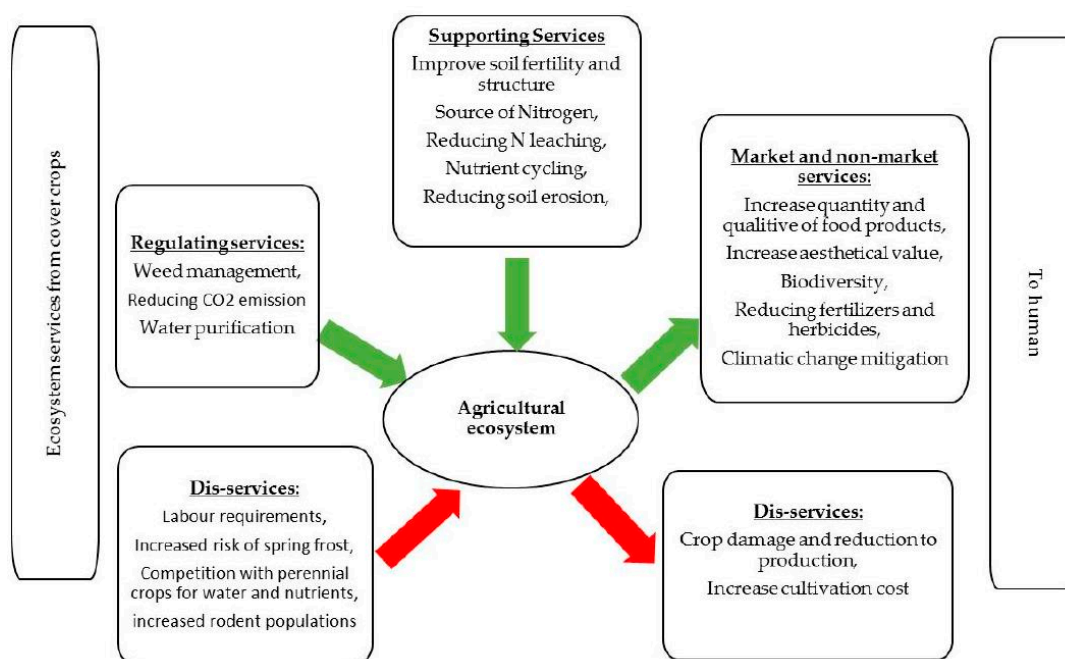 Ecosystem services from cover crops
Supporting Services
Improve soil fertility and
structure
Source of Nitrogen,
Reducing N leaching,
Nutrient cycling,
Reducing soil erosion,
Regulating services:
Weed management,
Reducing CO2 emission
Water purification
Market and non-market
services:
Increase quantity and
qualitive of food products,
Increase aesthetical value,
Biodiversity,
Reducing fertilizers and
herbicides,
Climatic change mitigation
To human
Agricultural
ecosystem
Dis-services:
Labour requirements,
Increased risk of spring frost,
Competition with perennial
crops for water and nutrients,
increased rodent populations
Dis-services:
Crop damage and reduction to
production,
Increase cultivation cost